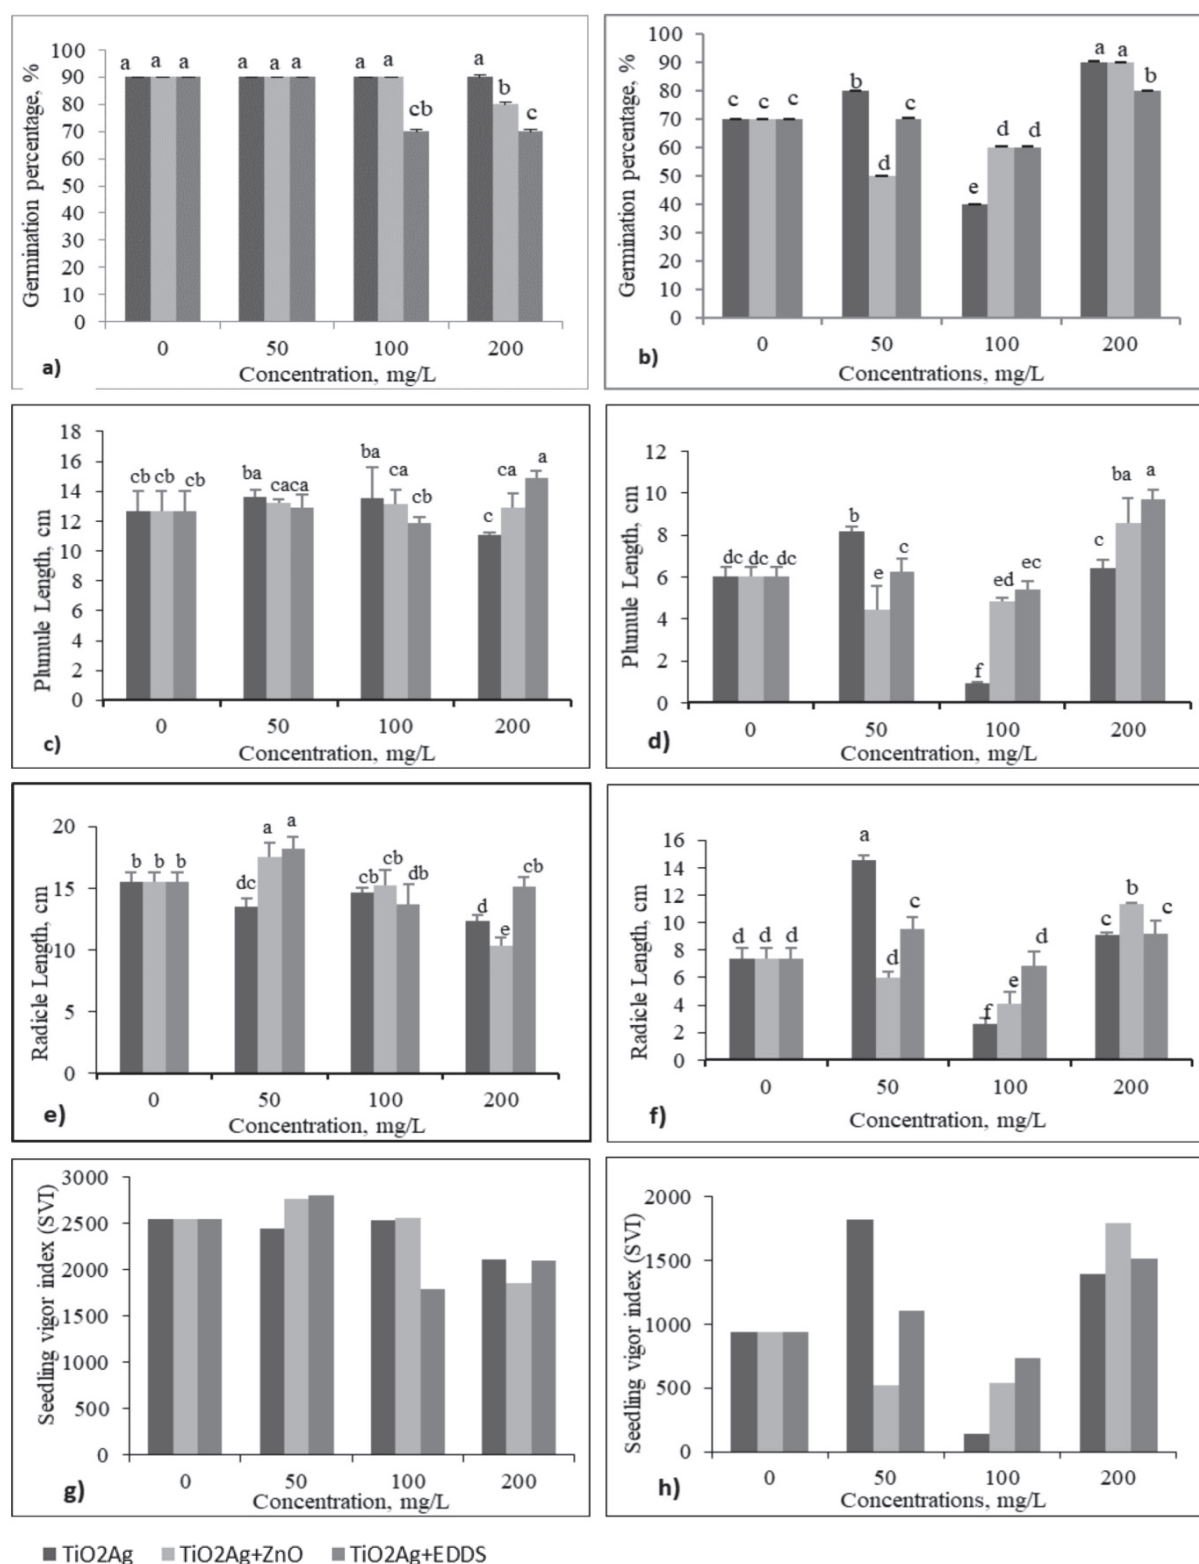 Germination percentage, %
100
90
80
70
60
50
40
30
20
10
0
a a a a a a a a cb a b c
0 50 100 200
Concentration, mg/L
a)
Germination percentage, %
100
90
80
70
60
50
40
30
20
10
0
c c c b d c e d d a a b
0 50 100 200
Concentrations, mg/L
b)
Plumule Length, cm
18
16
14
12
10
8
6
4
2
0
cb cb cb ba caca ba ca cb c ca a
0 50 100 200
Concentration, mg/L
c)
Plumule Length, cm
12
10
8
6
4
2
0
dc dc dc b e c f ed ec c ba a
0 50 100 200
Concentration, mg/L
d)
Radicle Length, cm
20
15
10
5
0
b b b dc a a cb cb db d e cb
0 50 100 200
Concentration, mg/L
e)
Radicle Length, cm
16
14
12
10
8
6
4
2
0
d d d a d c f e d c b c
0 50 100 200
Concentration, mg/L
f)
Seedling vigor index (SVI)
3000
2500
2000
1500
1000
500
0
0 50 100 200
Concentration, mg/L
g)
Seedling vigor index (SVI)
2000
1500
1000
500
0
0 50 100 200
Concentrations, mg/L
h)
TiO2Ag TiO2Ag+ZnO TiO2Ag+EDDS